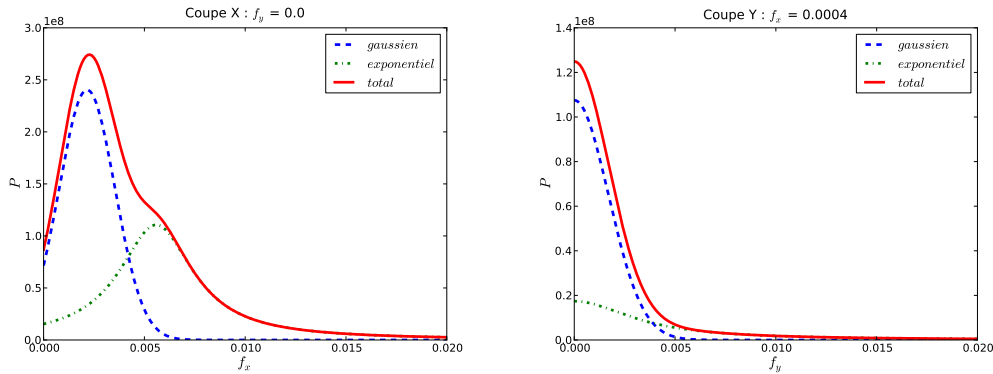 Coupe X : f_y = 0.0
1e8
3.0
2.5
2.0
1.5
1.0
0.5
0.0
P
0.000
0.005
0.010
0.015
0.020
f_x
gaussien
exponentiel
total
Coupe Y : f_x = 0.0004
1e8
1.4
1.2
1.0
0.8
0.6
0.4
0.2
0.0
P
0.000
0.005
0.010
0.015
0.020
f_y
gaussien
exponentiel
total